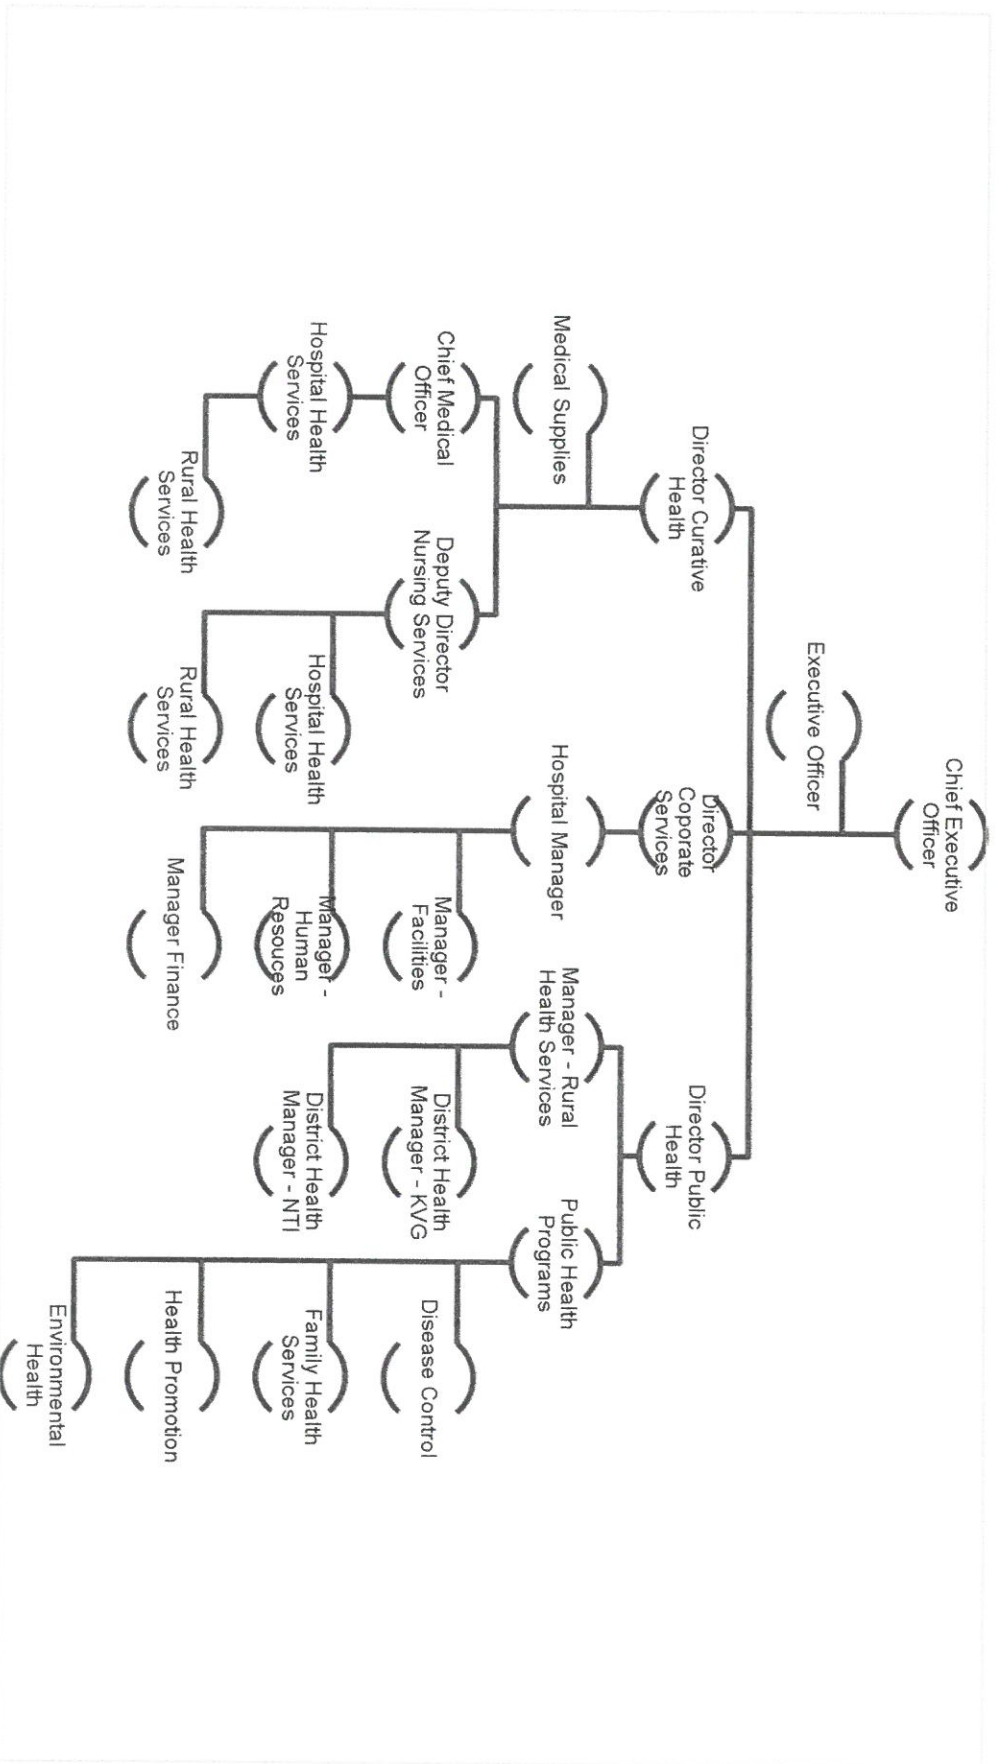 Chief Executive
Officer
Executive Officer
Director Curative
Health
Director
Coporate
Services
Director Public
Health
Medical Supplies
Hospital Manager
Manager - Rural
Health Services
Public Health
Programs
Chief Medical
Officer
Deputy Director
Nursing Services
Manager -
Facilities
District Health
Manager - KVG
Disease Control
Hospital Health
Services
Hospital Health
Services
Manager -
Human
Resouces
District Health
Manager - NTI
Family Health
Services
Rural Health
Services
Rural Health
Services
Manager Finance
Health Promotion
Environmental
Health